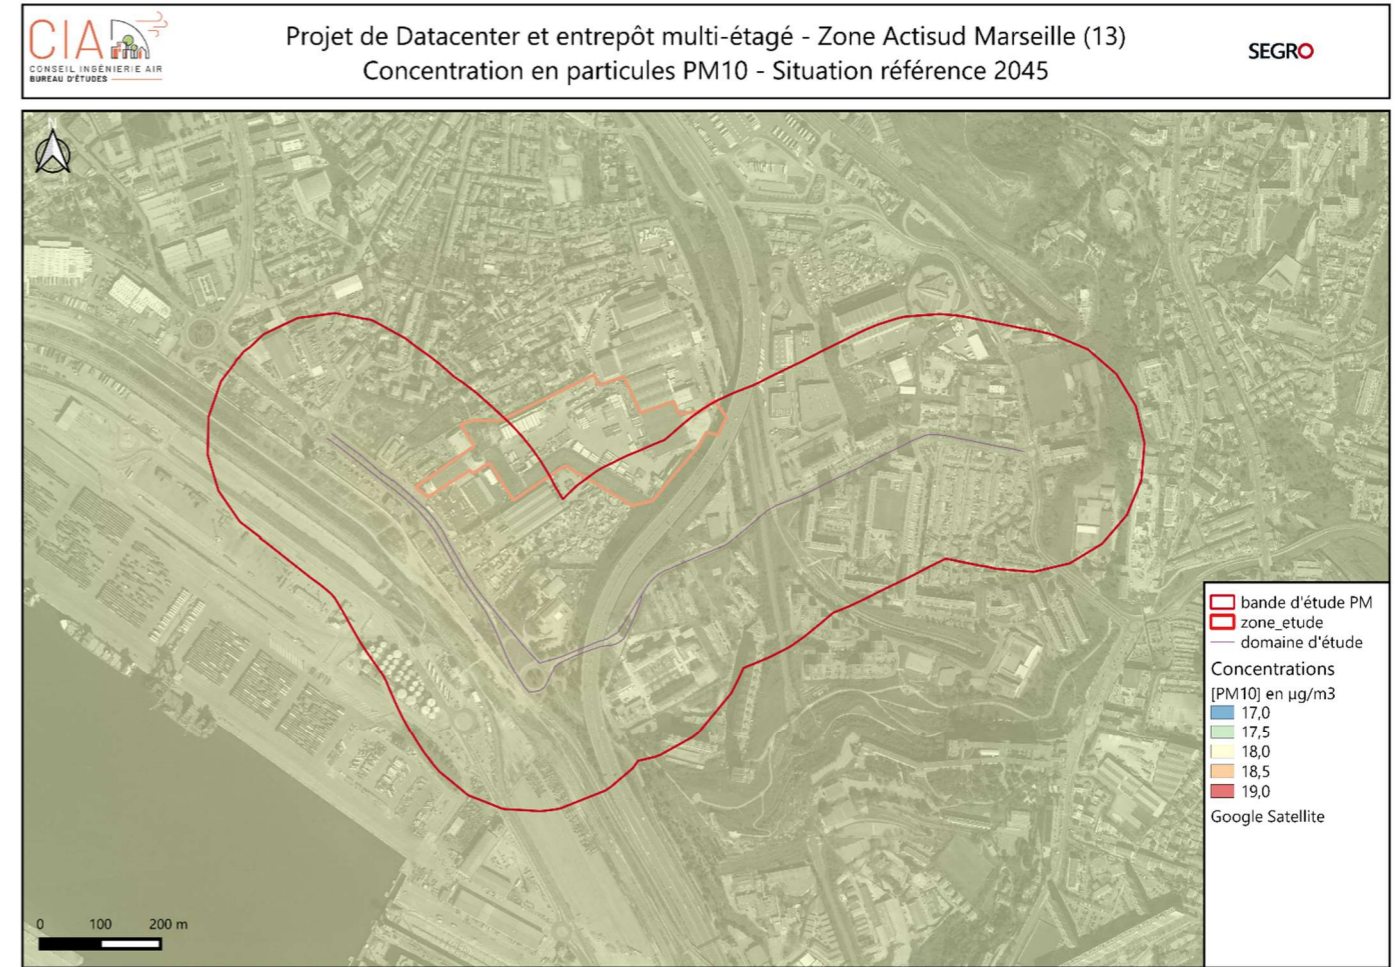 CIA
CONSEIL INGÉNIERIE AIR
BUREAU D'ÉTUDES
Projet de Datacenter et entrepôt multi-étagé - Zone Actisud Marseille (13)
Concentration en particules PM10 - Situation référence 2045
SEGRO
N
bande d'étude PM
zone_etude
domaine d'étude
Concentrations
[PM10] en µg/m3
17,0
17,5
18,0
18,5
19,0
Google Satellite
0 100 200 m